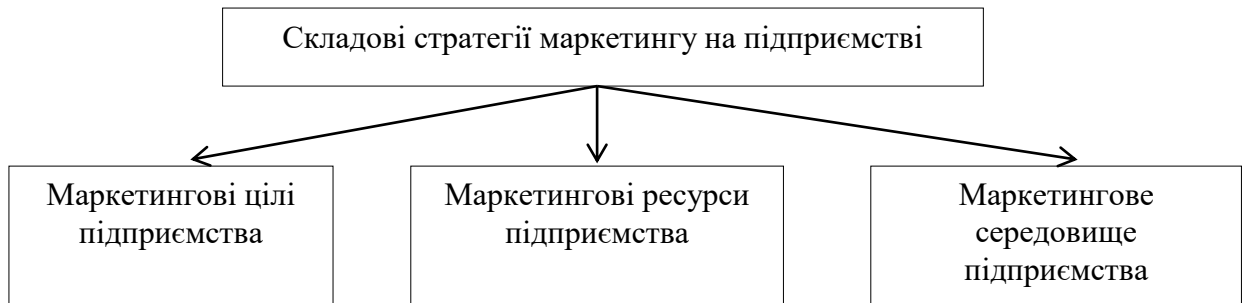 Складові стратегії маркетингу на підприємстві
Маркетингові цілі
підприємства
Маркетингові ресурси
підприємства
Маркетингове
середовище
підприємства